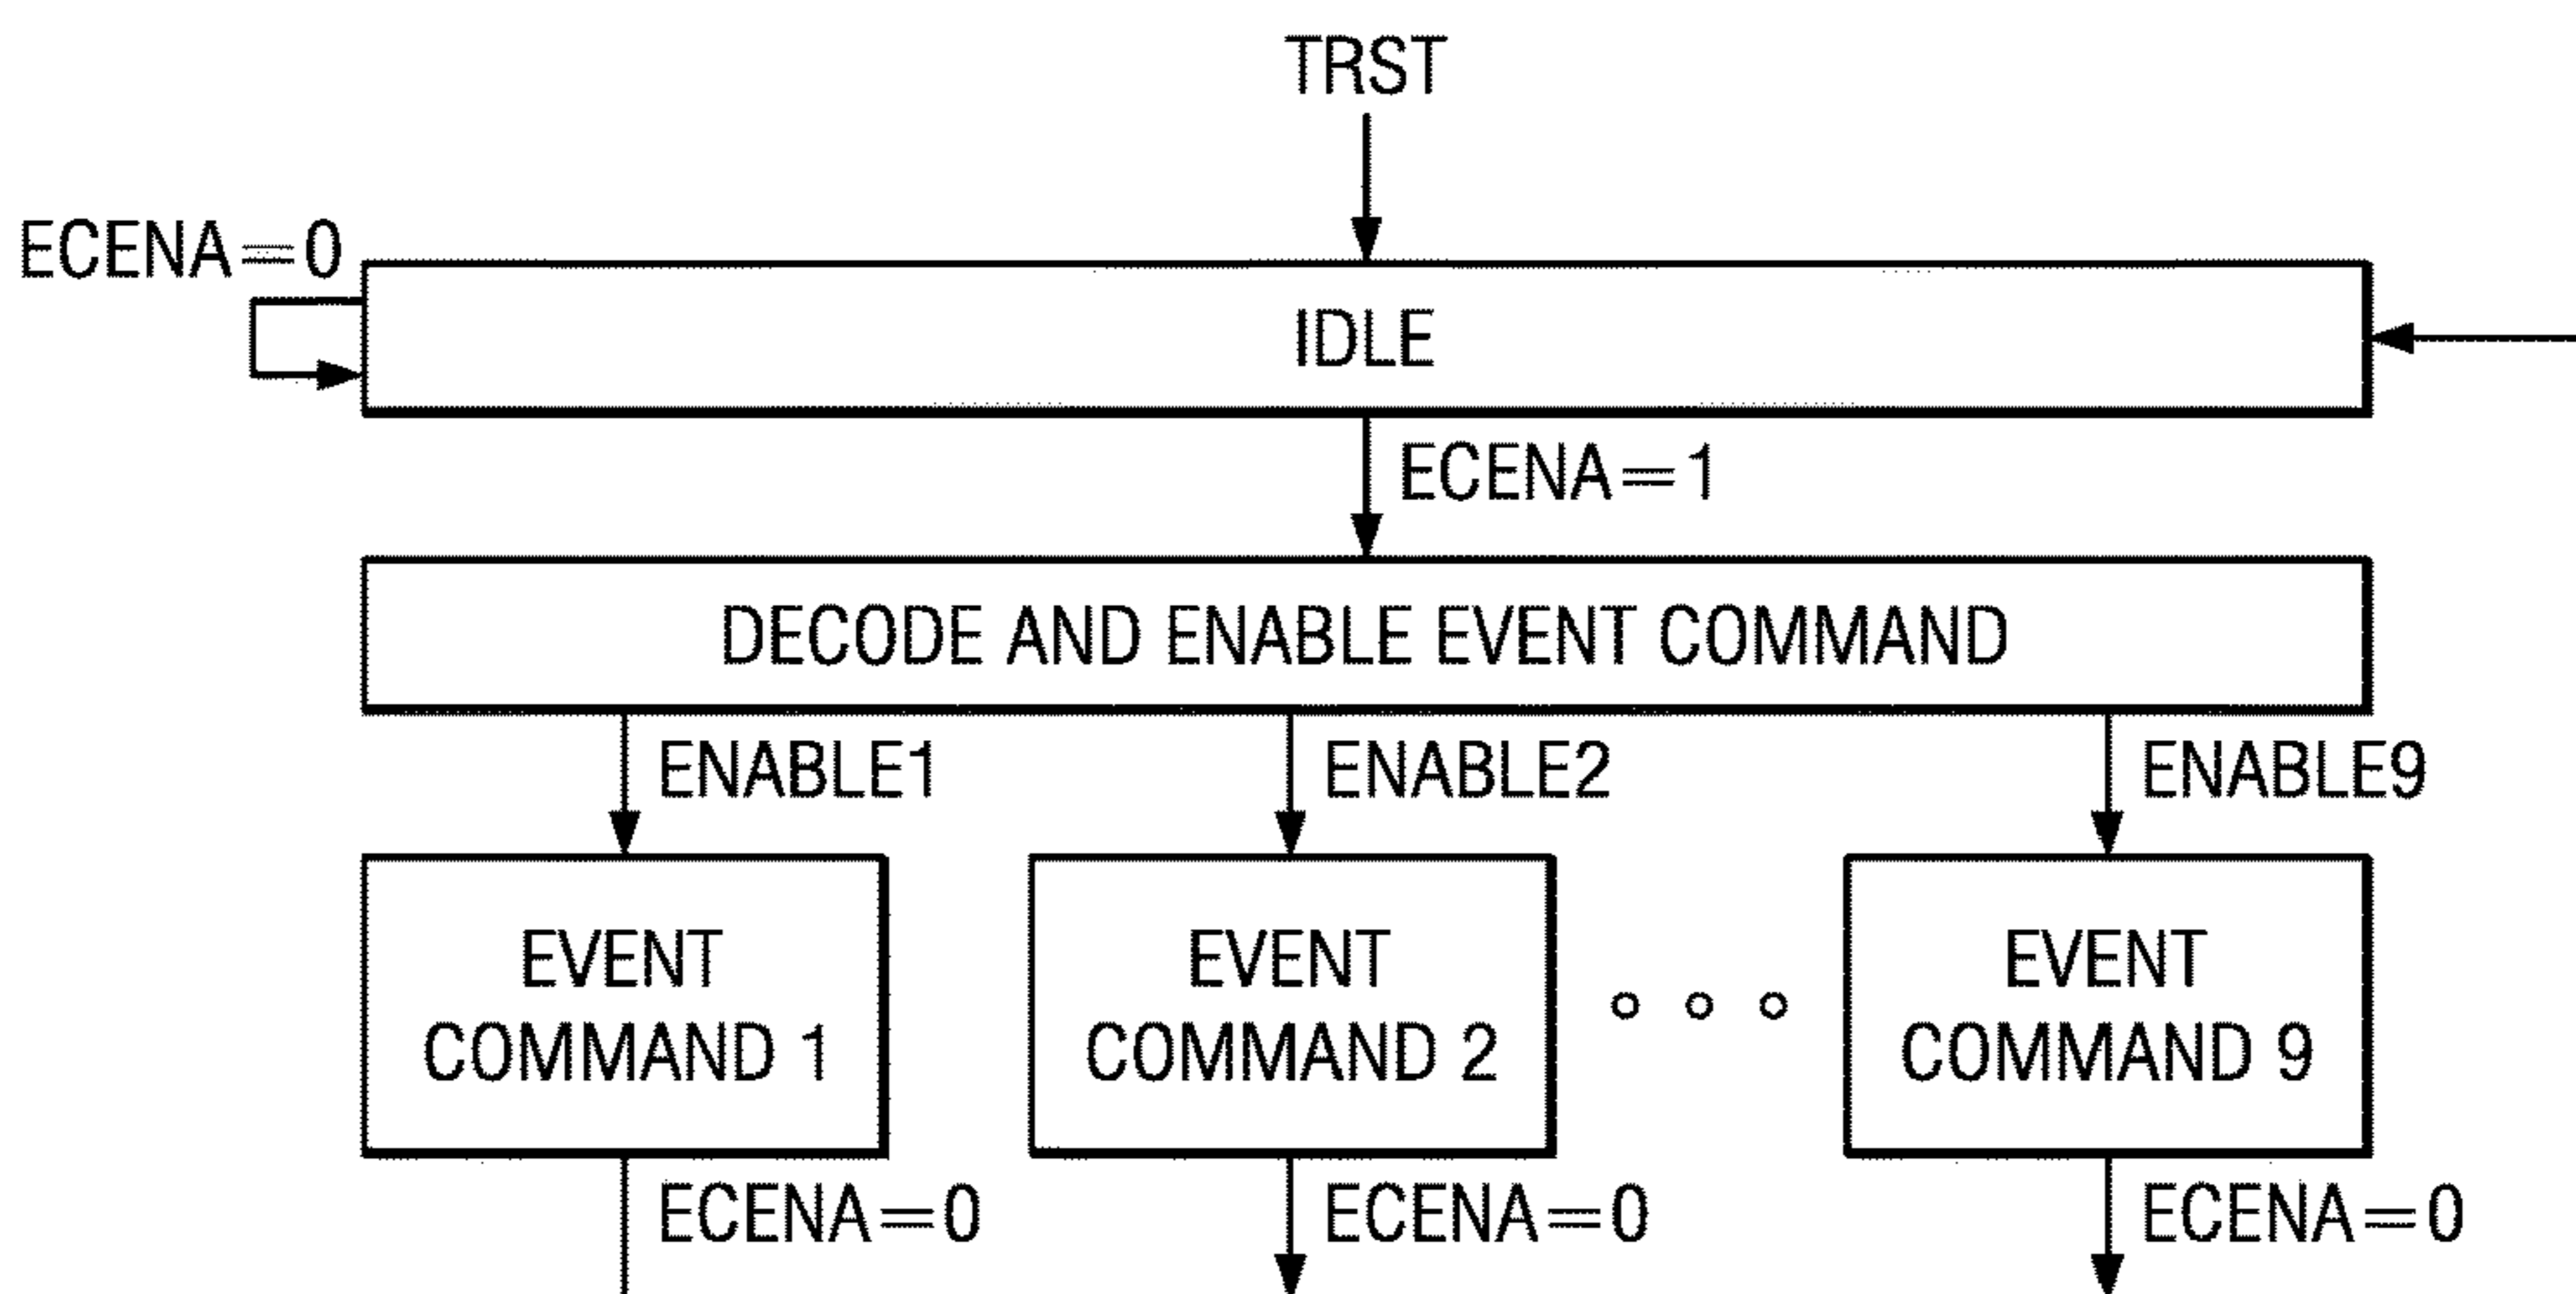 TRST
ECENA=0
IDLE
ECENA=1
DECODE AND ENABLE EVENT COMMAND
ENABLE1
ENABLE2
ENABLE9
EVENT
COMMAND 1
EVENT
COMMAND 2
EVENT
COMMAND 9
ECENA=0
ECENA=0
ECENA=0